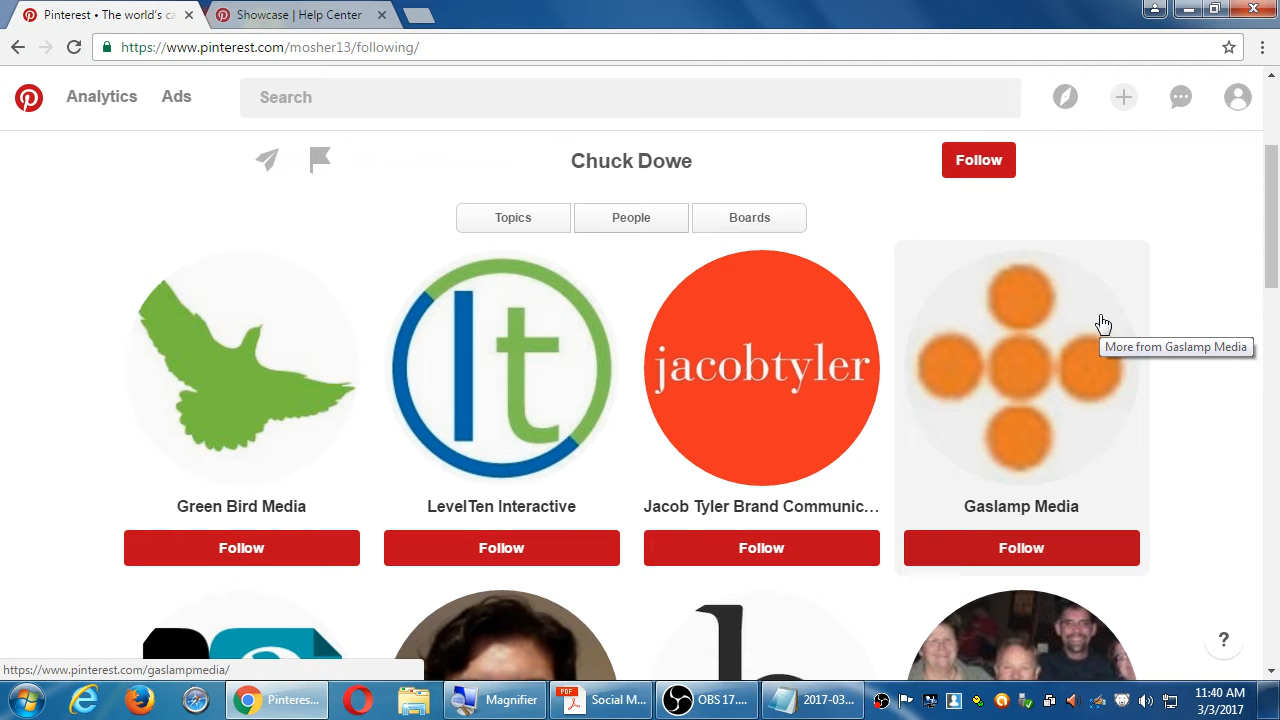 Pinterest • The world's ca
Showcase | Help Center
https://www.pinterest.com/mosher13/following/
Analytics
Ads
Search
Chuck Dowe
Follow
Topics
People
Boards
lt
jacobtyler
More from Gaslamp Media
Green Bird Media
LevelTen Interactive
Jacob Tyler Brand Communic...
Gaslamp Media
Follow
Follow
Follow
Follow
?
https://www.pinterest.com/gaslampmedia/
Pinteres...
Magnifier
PDF
Social M...
OBS 17....
2017-03...
11:40 AM
3/3/2017